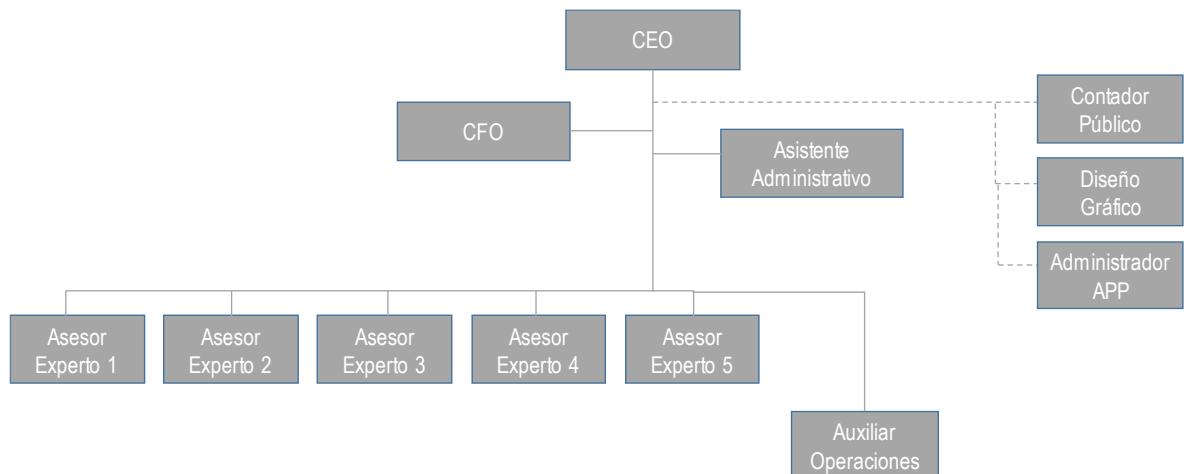 CEO
CFO
Asistente
Administrativo
Contador
Público
Diseño
Gráfico
Administrador
APP
Asesor
Experto 1
Asesor
Experto 2
Asesor
Experto 3
Asesor
Experto 4
Asesor
Experto 5
Auxiliar
Operaciones